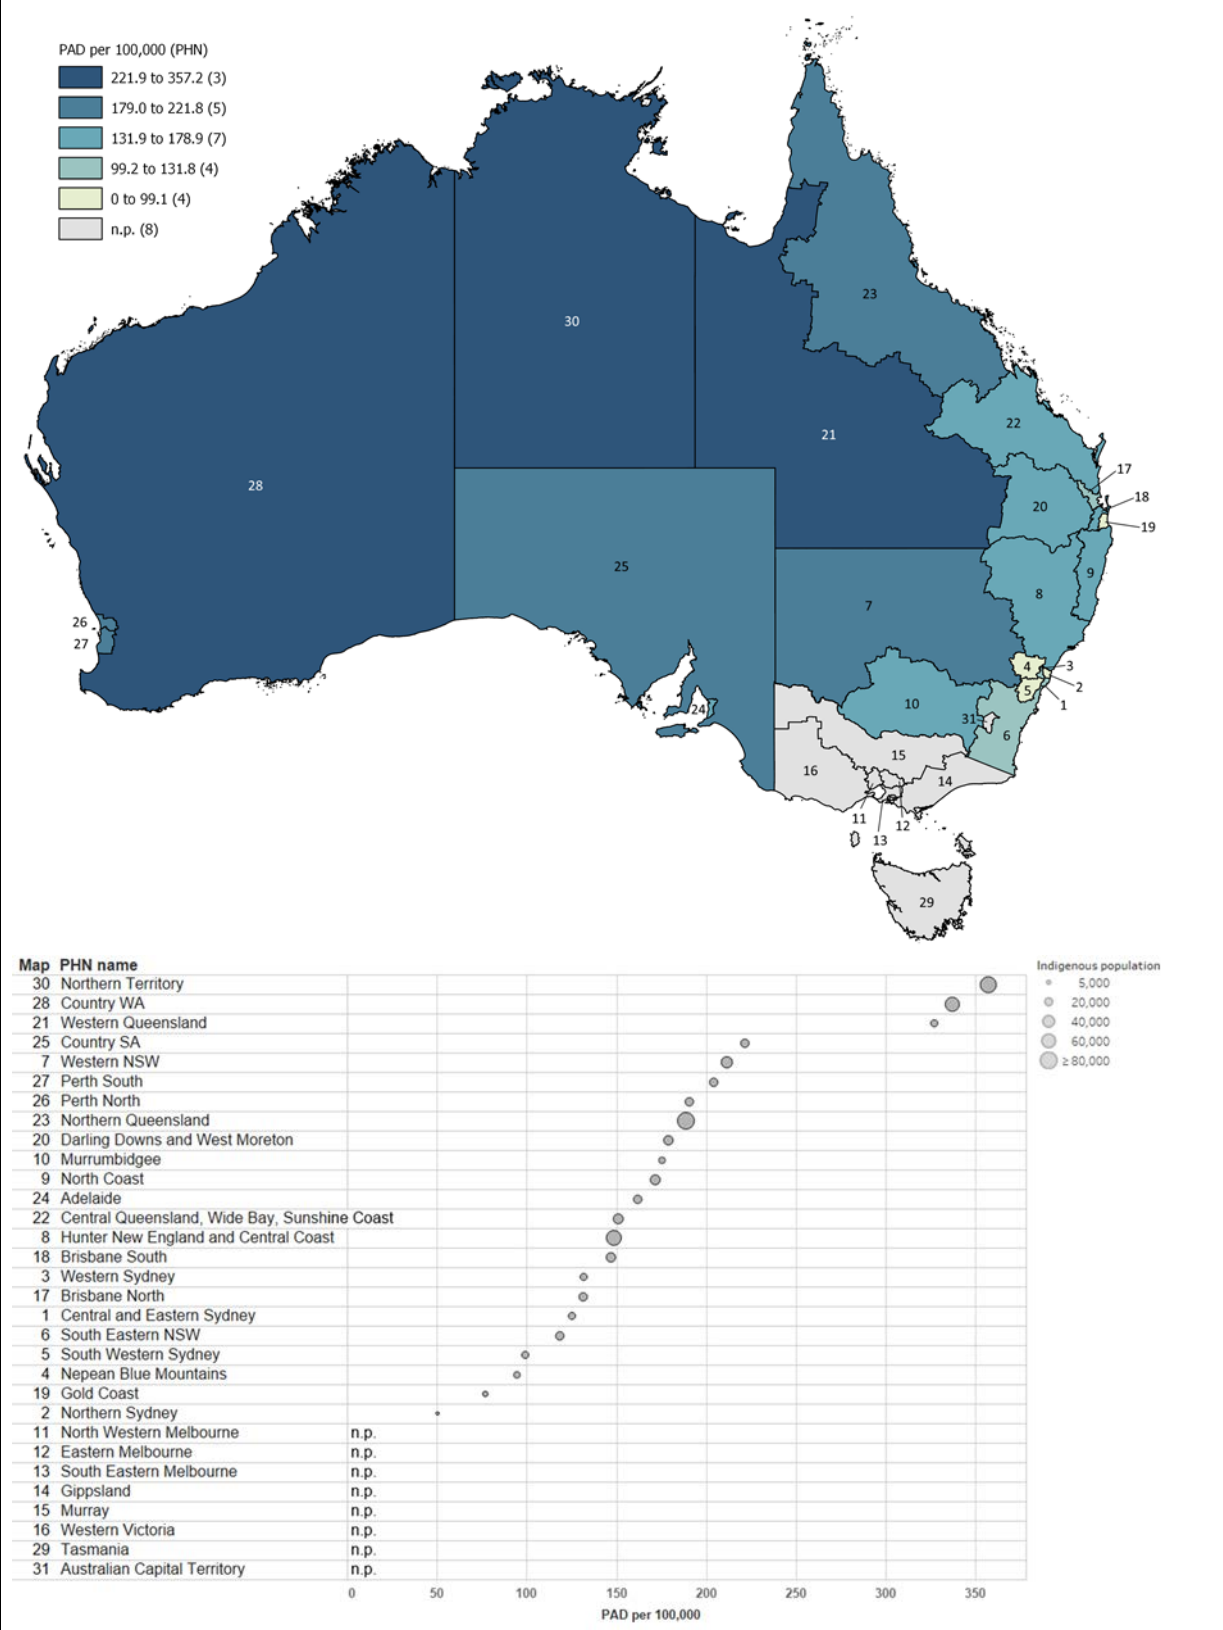 PAD per 100,000 (PHN)
221.9 to 357.2 (3)
179.0 to 221.8 (5)
131.9 to 178.9 (7)
99.2 to 131.8 (4)
0 to 99.1 (4)
n.p. (8)
23
30
22
21
17
28
18
20
19
25
9
8
7
26
27
4
3
5
2
1
24
10
31
6
15
16
14
11
12
13
29
Map PHN name
Indigenous population
5,000
20,000
40,000
60,000
≥ 80,000
30 Northern Territory
28 Country WA
21 Western Queensland
25 Country SA
7 Western NSW
27 Perth South
26 Perth North
23 Northern Queensland
20 Darling Downs and West Moreton
10 Murrumbidgee
9 North Coast
24 Adelaide
22 Central Queensland, Wide Bay, Sunshine Coast
8 Hunter New England and Central Coast
18 Brisbane South
3 Western Sydney
17 Brisbane North
1 Central and Eastern Sydney
6 South Eastern NSW
5 South Western Sydney
4 Nepean Blue Mountains
19 Gold Coast
2 Northern Sydney
11 North Western Melbourne n.p.
12 Eastern Melbourne n.p.
13 South Eastern Melbourne n.p.
14 Gippsland n.p.
15 Murray n.p.
16 Western Victoria n.p.
29 Tasmania n.p.
31 Australian Capital Territory n.p.
0 50 100 150 200 250 300 350
PAD per 100,000